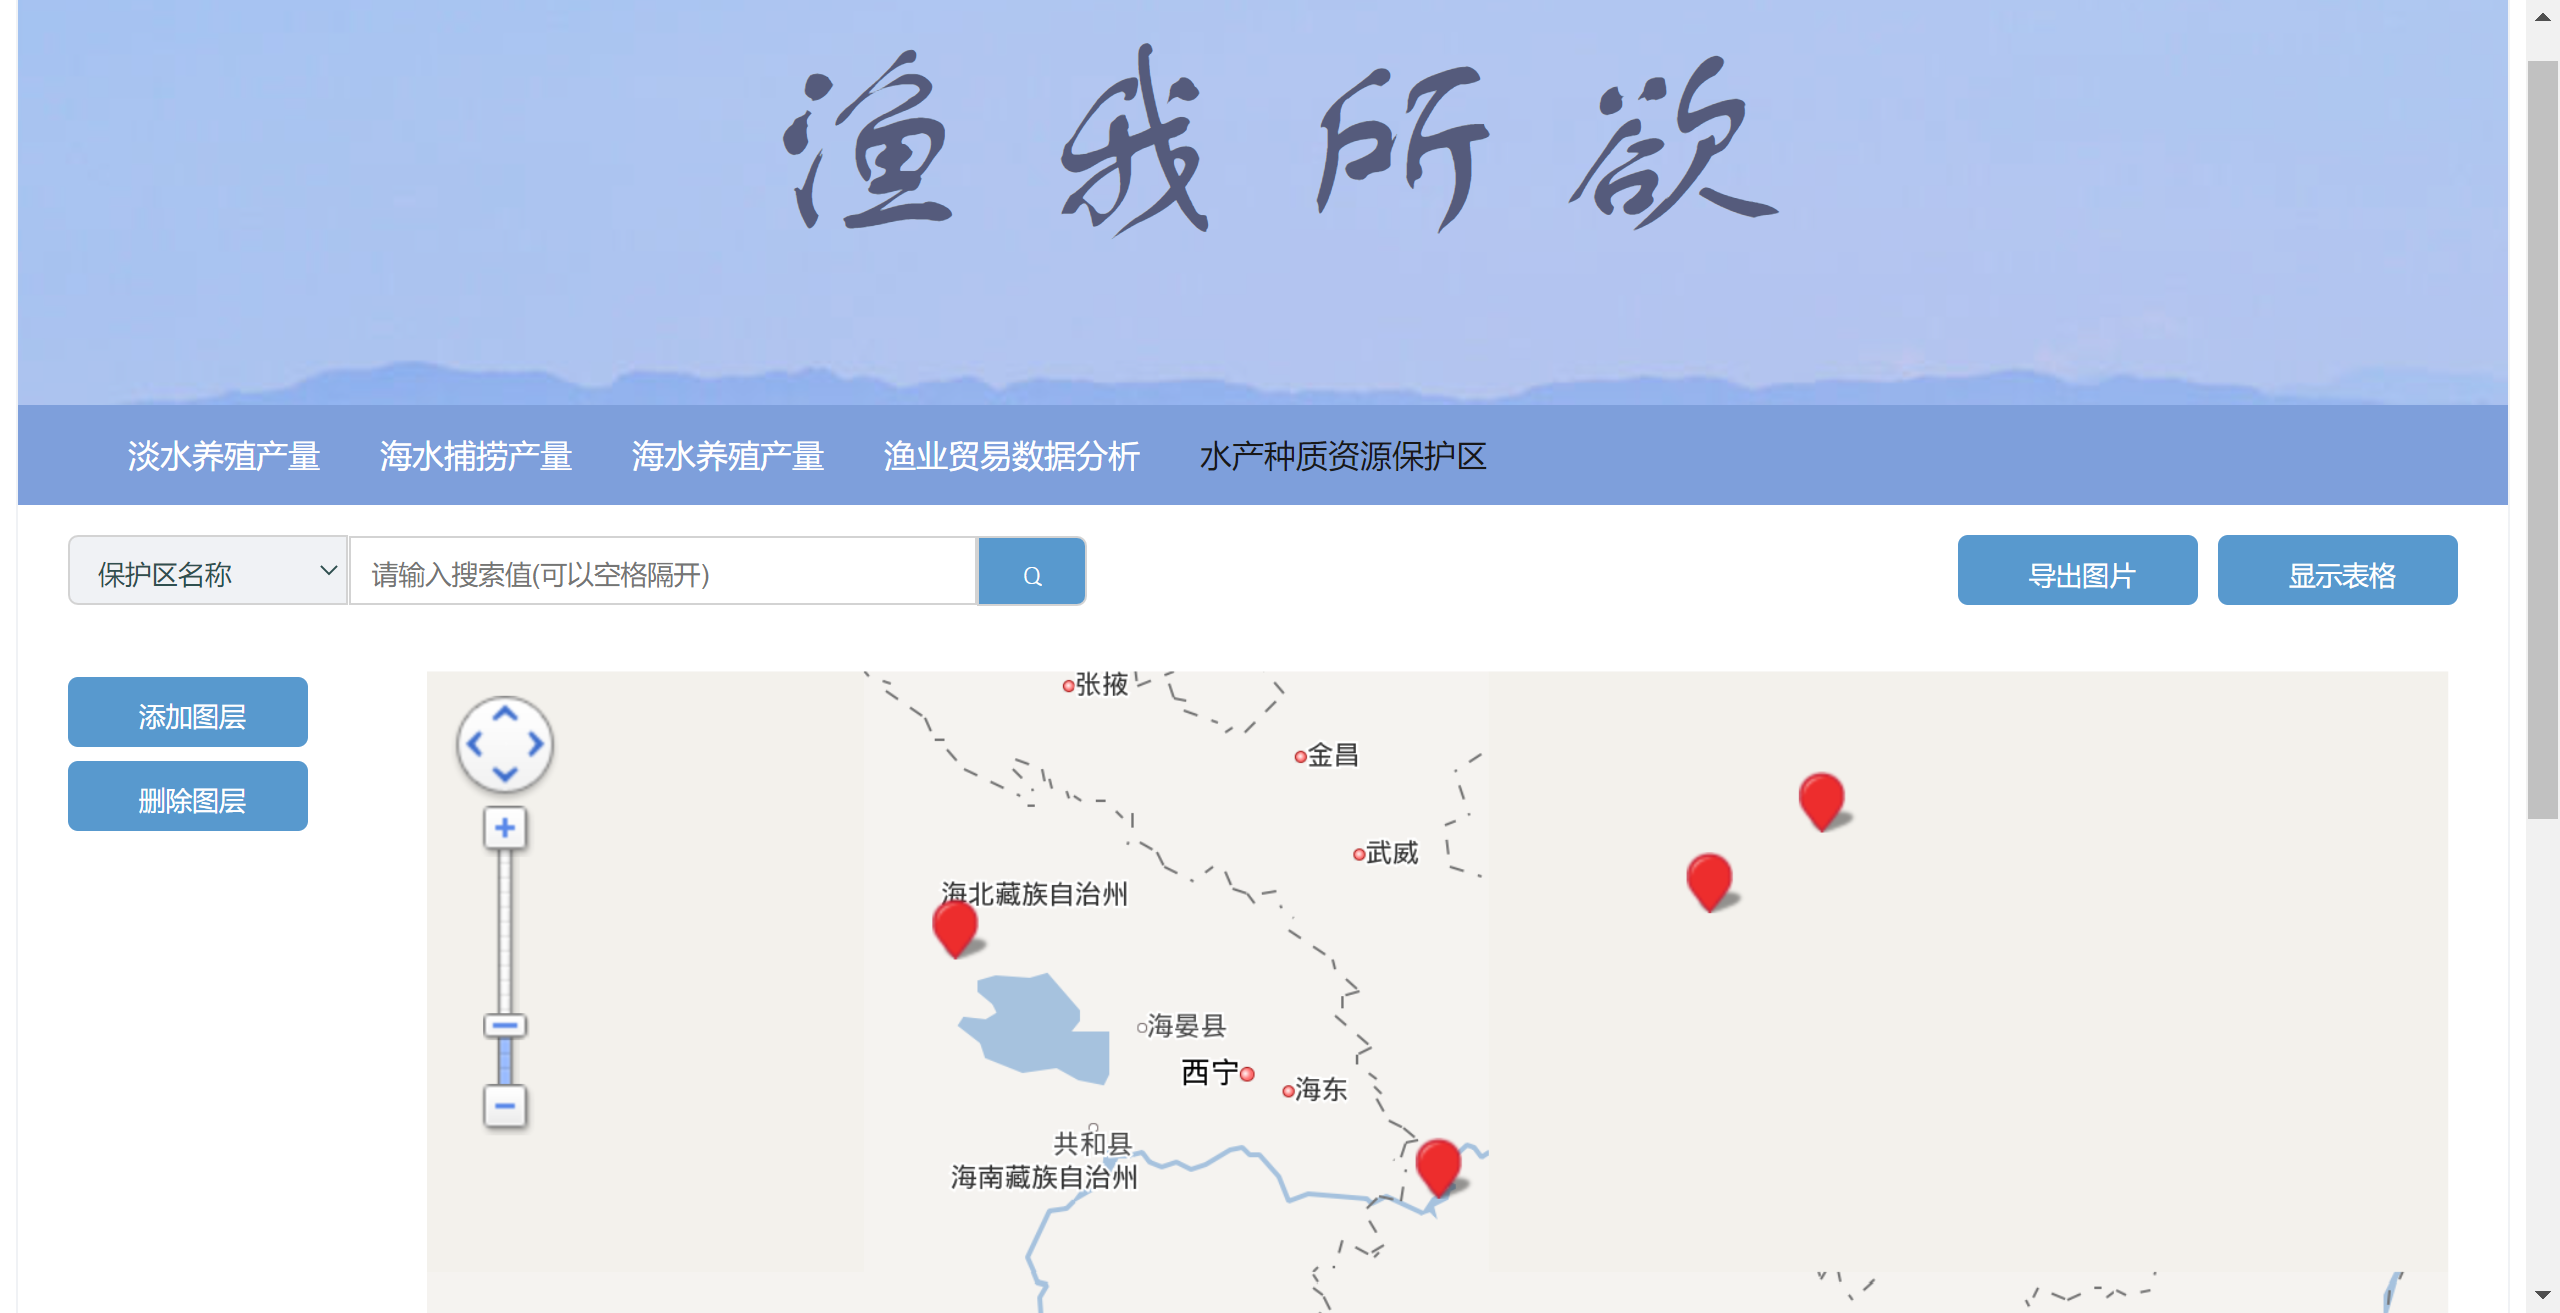 渔我所欲
淡水养殖产量 海水捕捞产量 海水养殖产量 渔业贸易数据分析 水产种质资源保护区
保护区名称 请输入搜索值(可以空格隔开) 导出图片 显示表格
添加图层
删除图层
张掖
金昌
武威
海北藏族自治州
海晏县
西宁
海东
共和县
海南藏族自治州